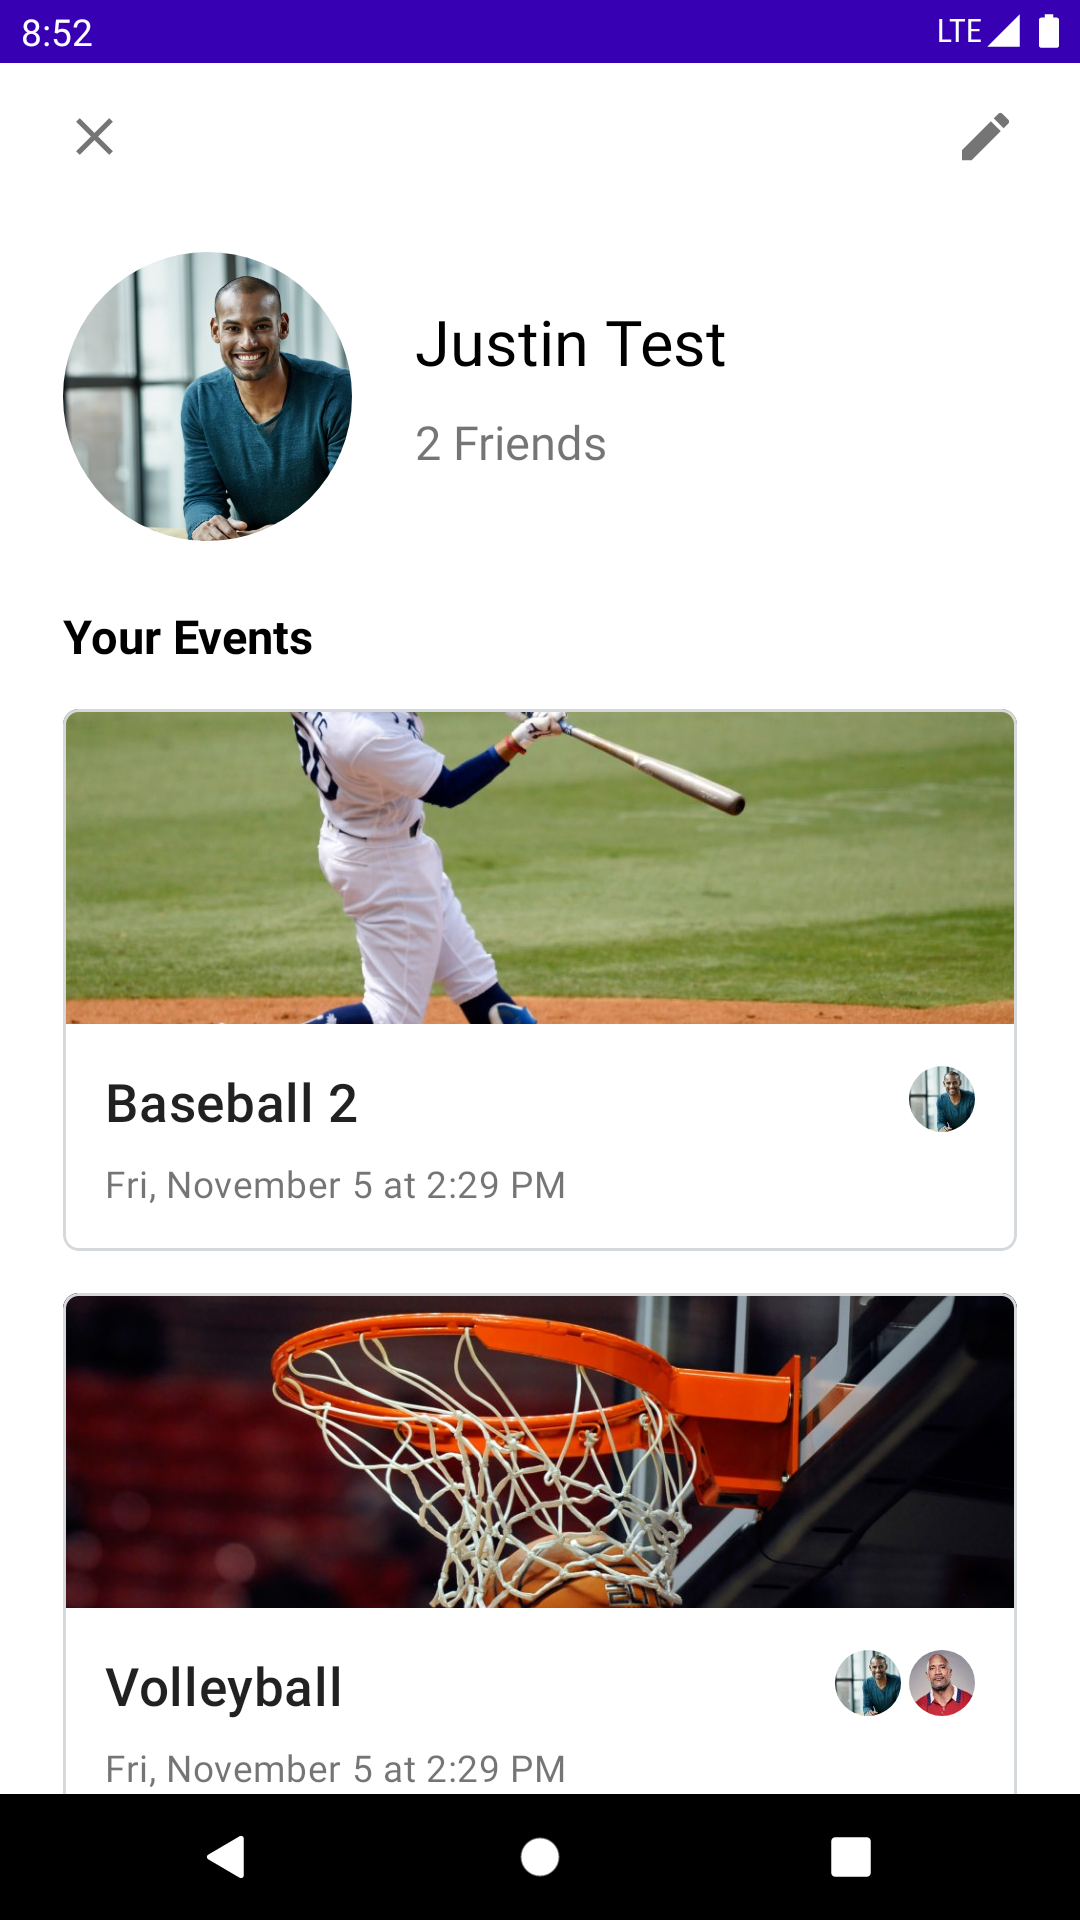 8:52 LTE
Justin Test
2 Friends
Your Events
Baseball 2
Fri, November 5 at 2:29 PM
Volleyball
Fri, November 5 at 2:29 PM